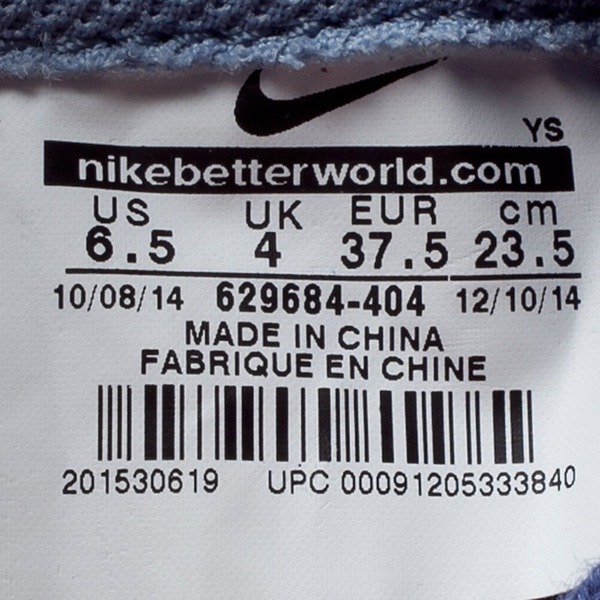 YS
nikebetterworld.com
US UK EUR cm
6.5 4 37.5 23.5
10/08/14 629684-404 12/10/14
MADE IN CHINA
FABRIQUE EN CHINE
201530619 UPC 00091205333840